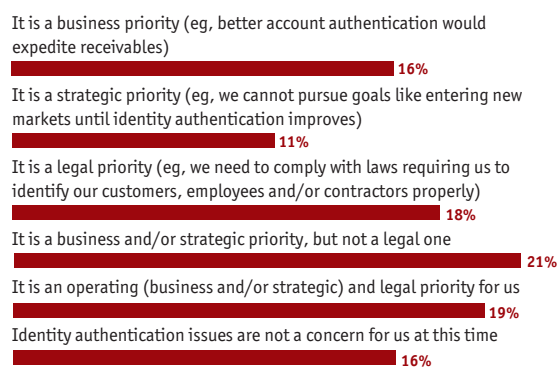 It is a business priority (eg, better account authentication would
expedite receivables)
16%
It is a strategic priority (eg, we cannot pursue goals like entering new
markets until identity authentication improves)
11%
It is a legal priority (eg, we need to comply with laws requiring us to
identify our customers, employees and/or contractors properly)
18%
It is a business and/or strategic priority, but not a legal one
21%
It is an operating (business and/or strategic) and legal priority for us
19%
Identity authentication issues are not a concern for us at this time
16%